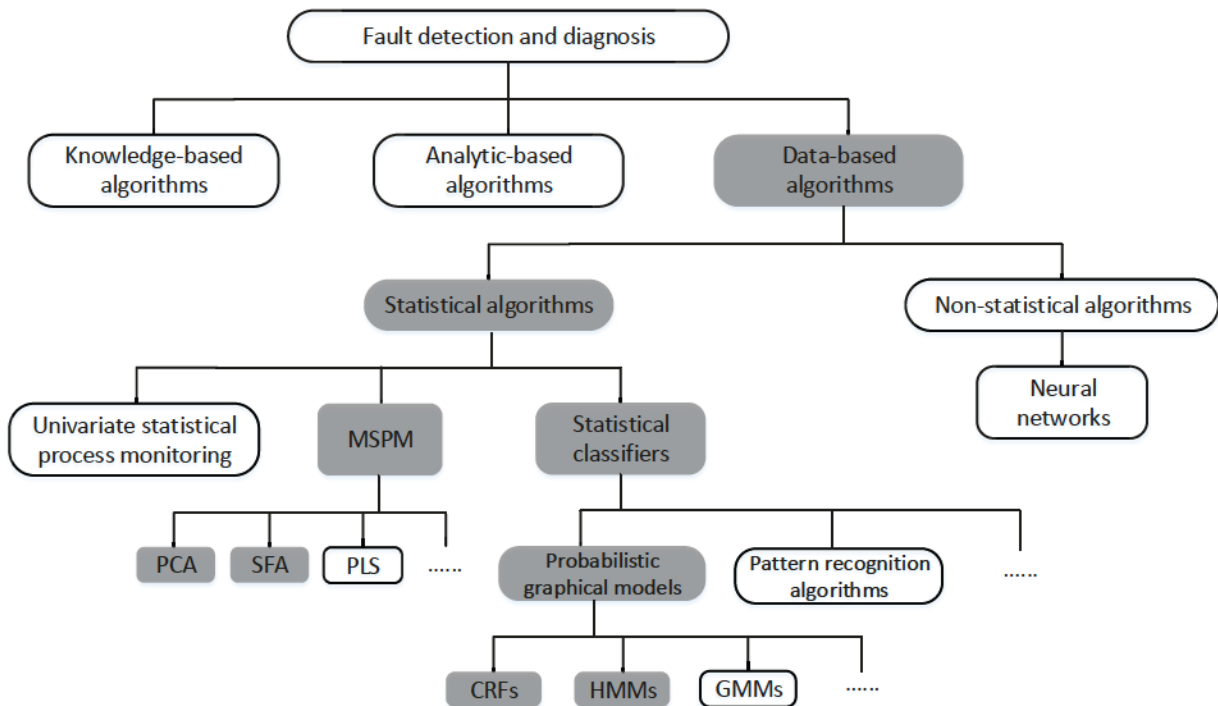 Fault detection and diagnosis
Knowledge-based
algorithms
Analytic-based
algorithms
Data-based
algorithms
Statistical algorithms
Non-statistical algorithms
Univariate statistical
process monitoring
MSPM
Statistical
classifiers
Neural
networks
PCA
SFA
PLS
......
Probabilistic
graphical models
Pattern recognition
algorithms
......
CRFs
HMMs
GMMs
......